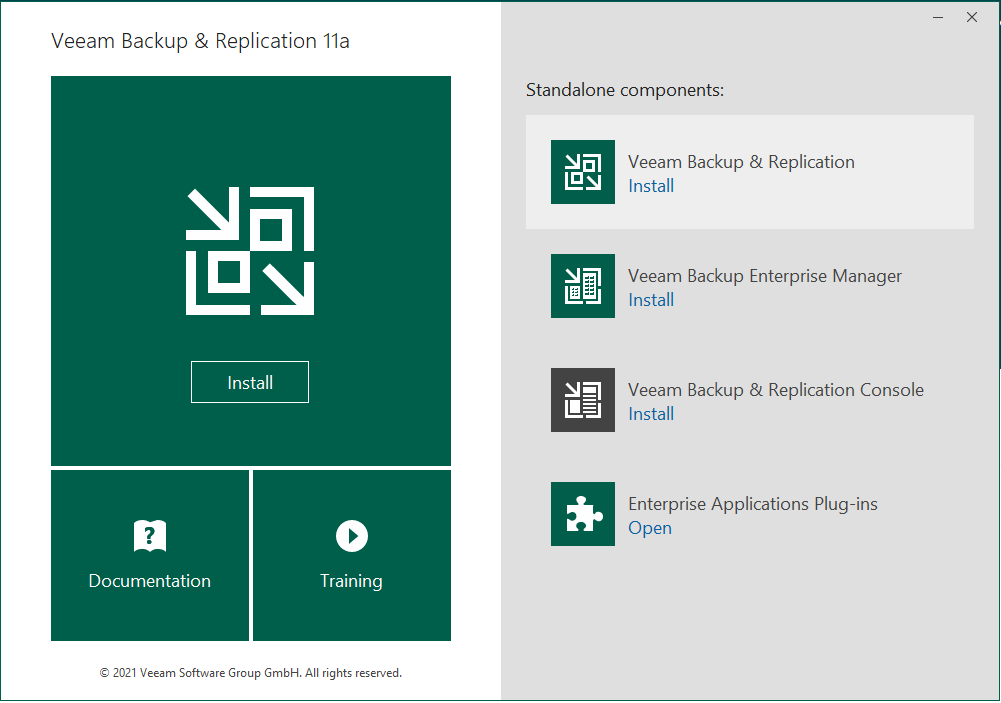 Veeam Backup & Replication 11a
Install
Documentation
Training
© 2021 Veeam Software Group GmbH. All rights reserved.
Standalone components:
Veeam Backup & Replication
Install
Veeam Backup Enterprise Manager
Install
Veeam Backup & Replication Console
Install
Enterprise Applications Plug-ins
Open